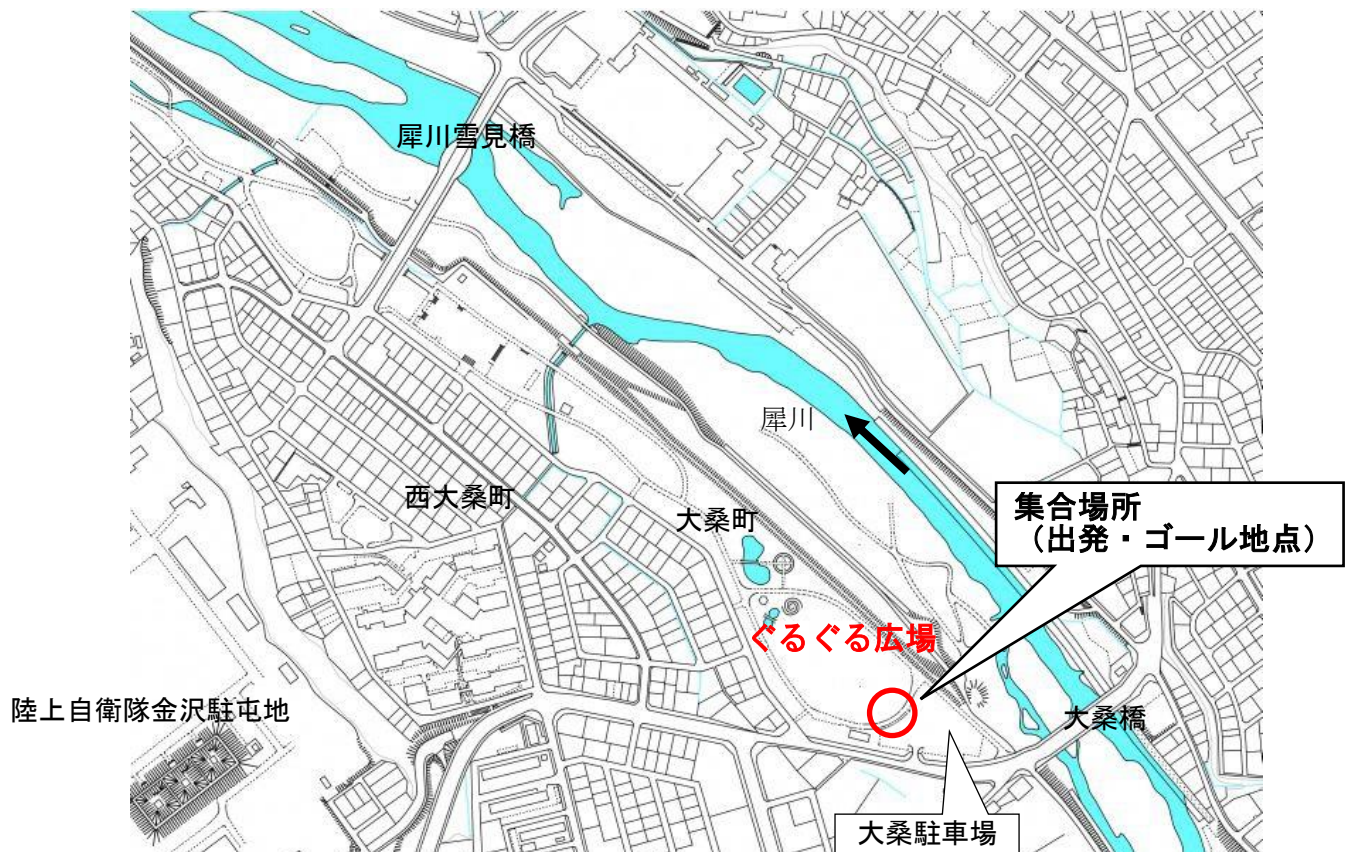 犀川雪見橋
犀川
西大桑町
大桑町
集合場所
（出発・ゴール地点）
ぐるぐる広場
陸上自衛隊金沢駐屯地
大桑橋
大桑駐車場